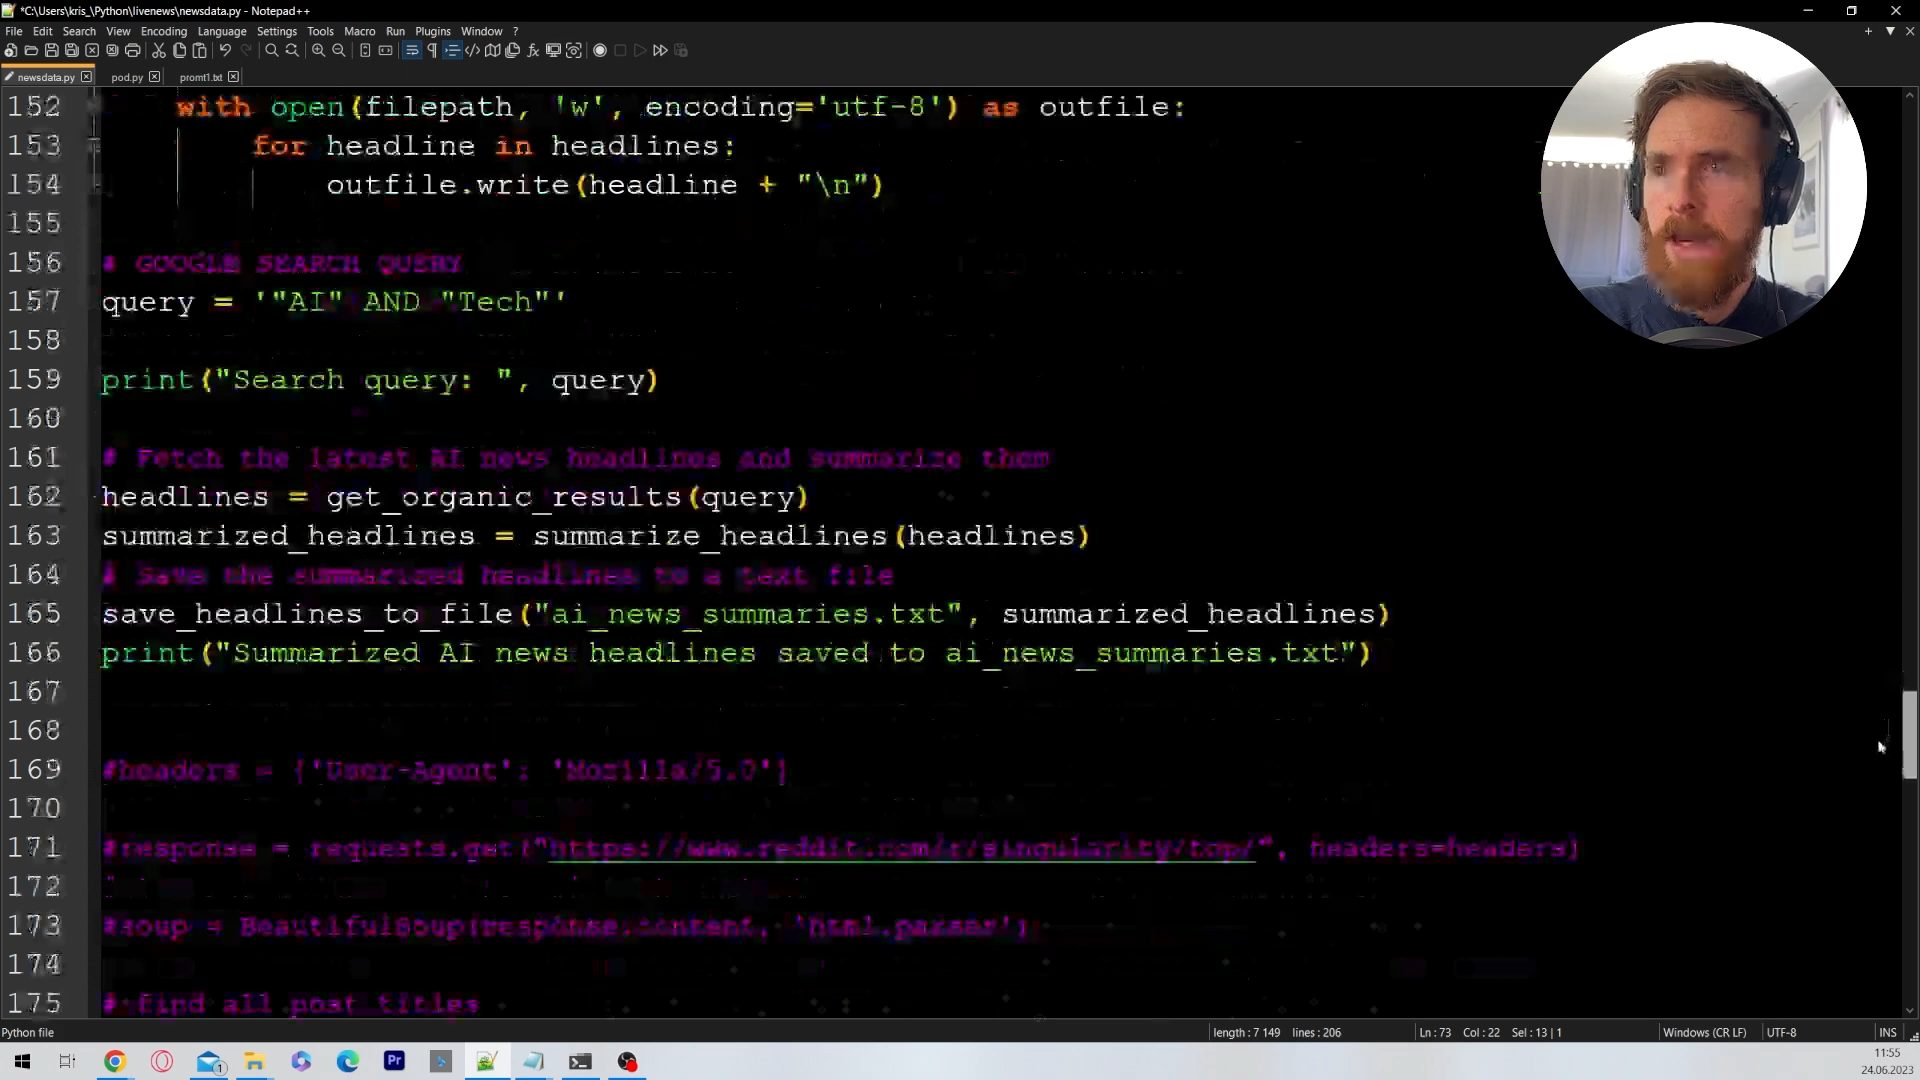 *C:\Users\kris_\Python\livenews\newsdata.py - Notepad++
File Edit Search View Encoding Language Settings Tools Macro Run Plugins Window ?
newsdata.py pod.py promt1.txt
152 with open(filepath, 'w', encoding='utf-8') as outfile:
153 for headline in headlines:
154 outfile.write(headline + "\n")
155
156 # GOOGLE SEARCH QUERY
157 query = '"AI" AND "Tech"'
158
159 print("Search query: ", query)
160
161 # Fetch the latest AI news headlines and summarize them
162 headlines = get_organic_results(query)
163 summarized_headlines = summarize_headlines(headlines)
164 # Save the summarized headlines to a text file
165 save_headlines_to_file("ai_news_summaries.txt", summarized_headlines)
166 print("Summarized AI news headlines saved to ai_news_summaries.txt")
167
168
169 #headers = {'User-Agent': 'Mozilla/5.0'}
170
171 #response = requests.get("https://www.reddit.com/r/singularity/top/", headers=headers)
172
173 #soup = BeautifulSoup(response.content, 'html.parser')
174
175 # Find all post titles
Python file length : 7 149 lines : 206 Ln : 73 Col : 22 Sel : 13 | 1 Windows (CR LF) UTF-8 INS
Pr
1
11:55
24.06.2023